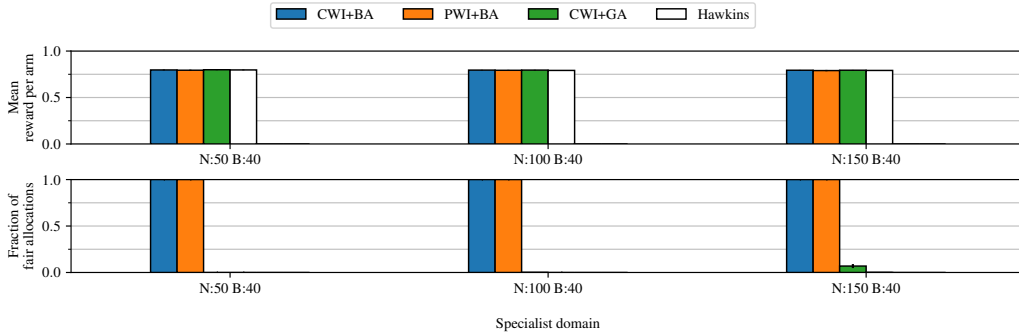 CWI+BA PWI+BA CWI+GA Hawkins
Mean
reward per arm
1.0
0.5
0.0
N:50 B:40 N:100 B:40 N:150 B:40
Fraction of
fair allocations
1.0
0.5
0.0
N:50 B:40 N:100 B:40 N:150 B:40
Specialist domain